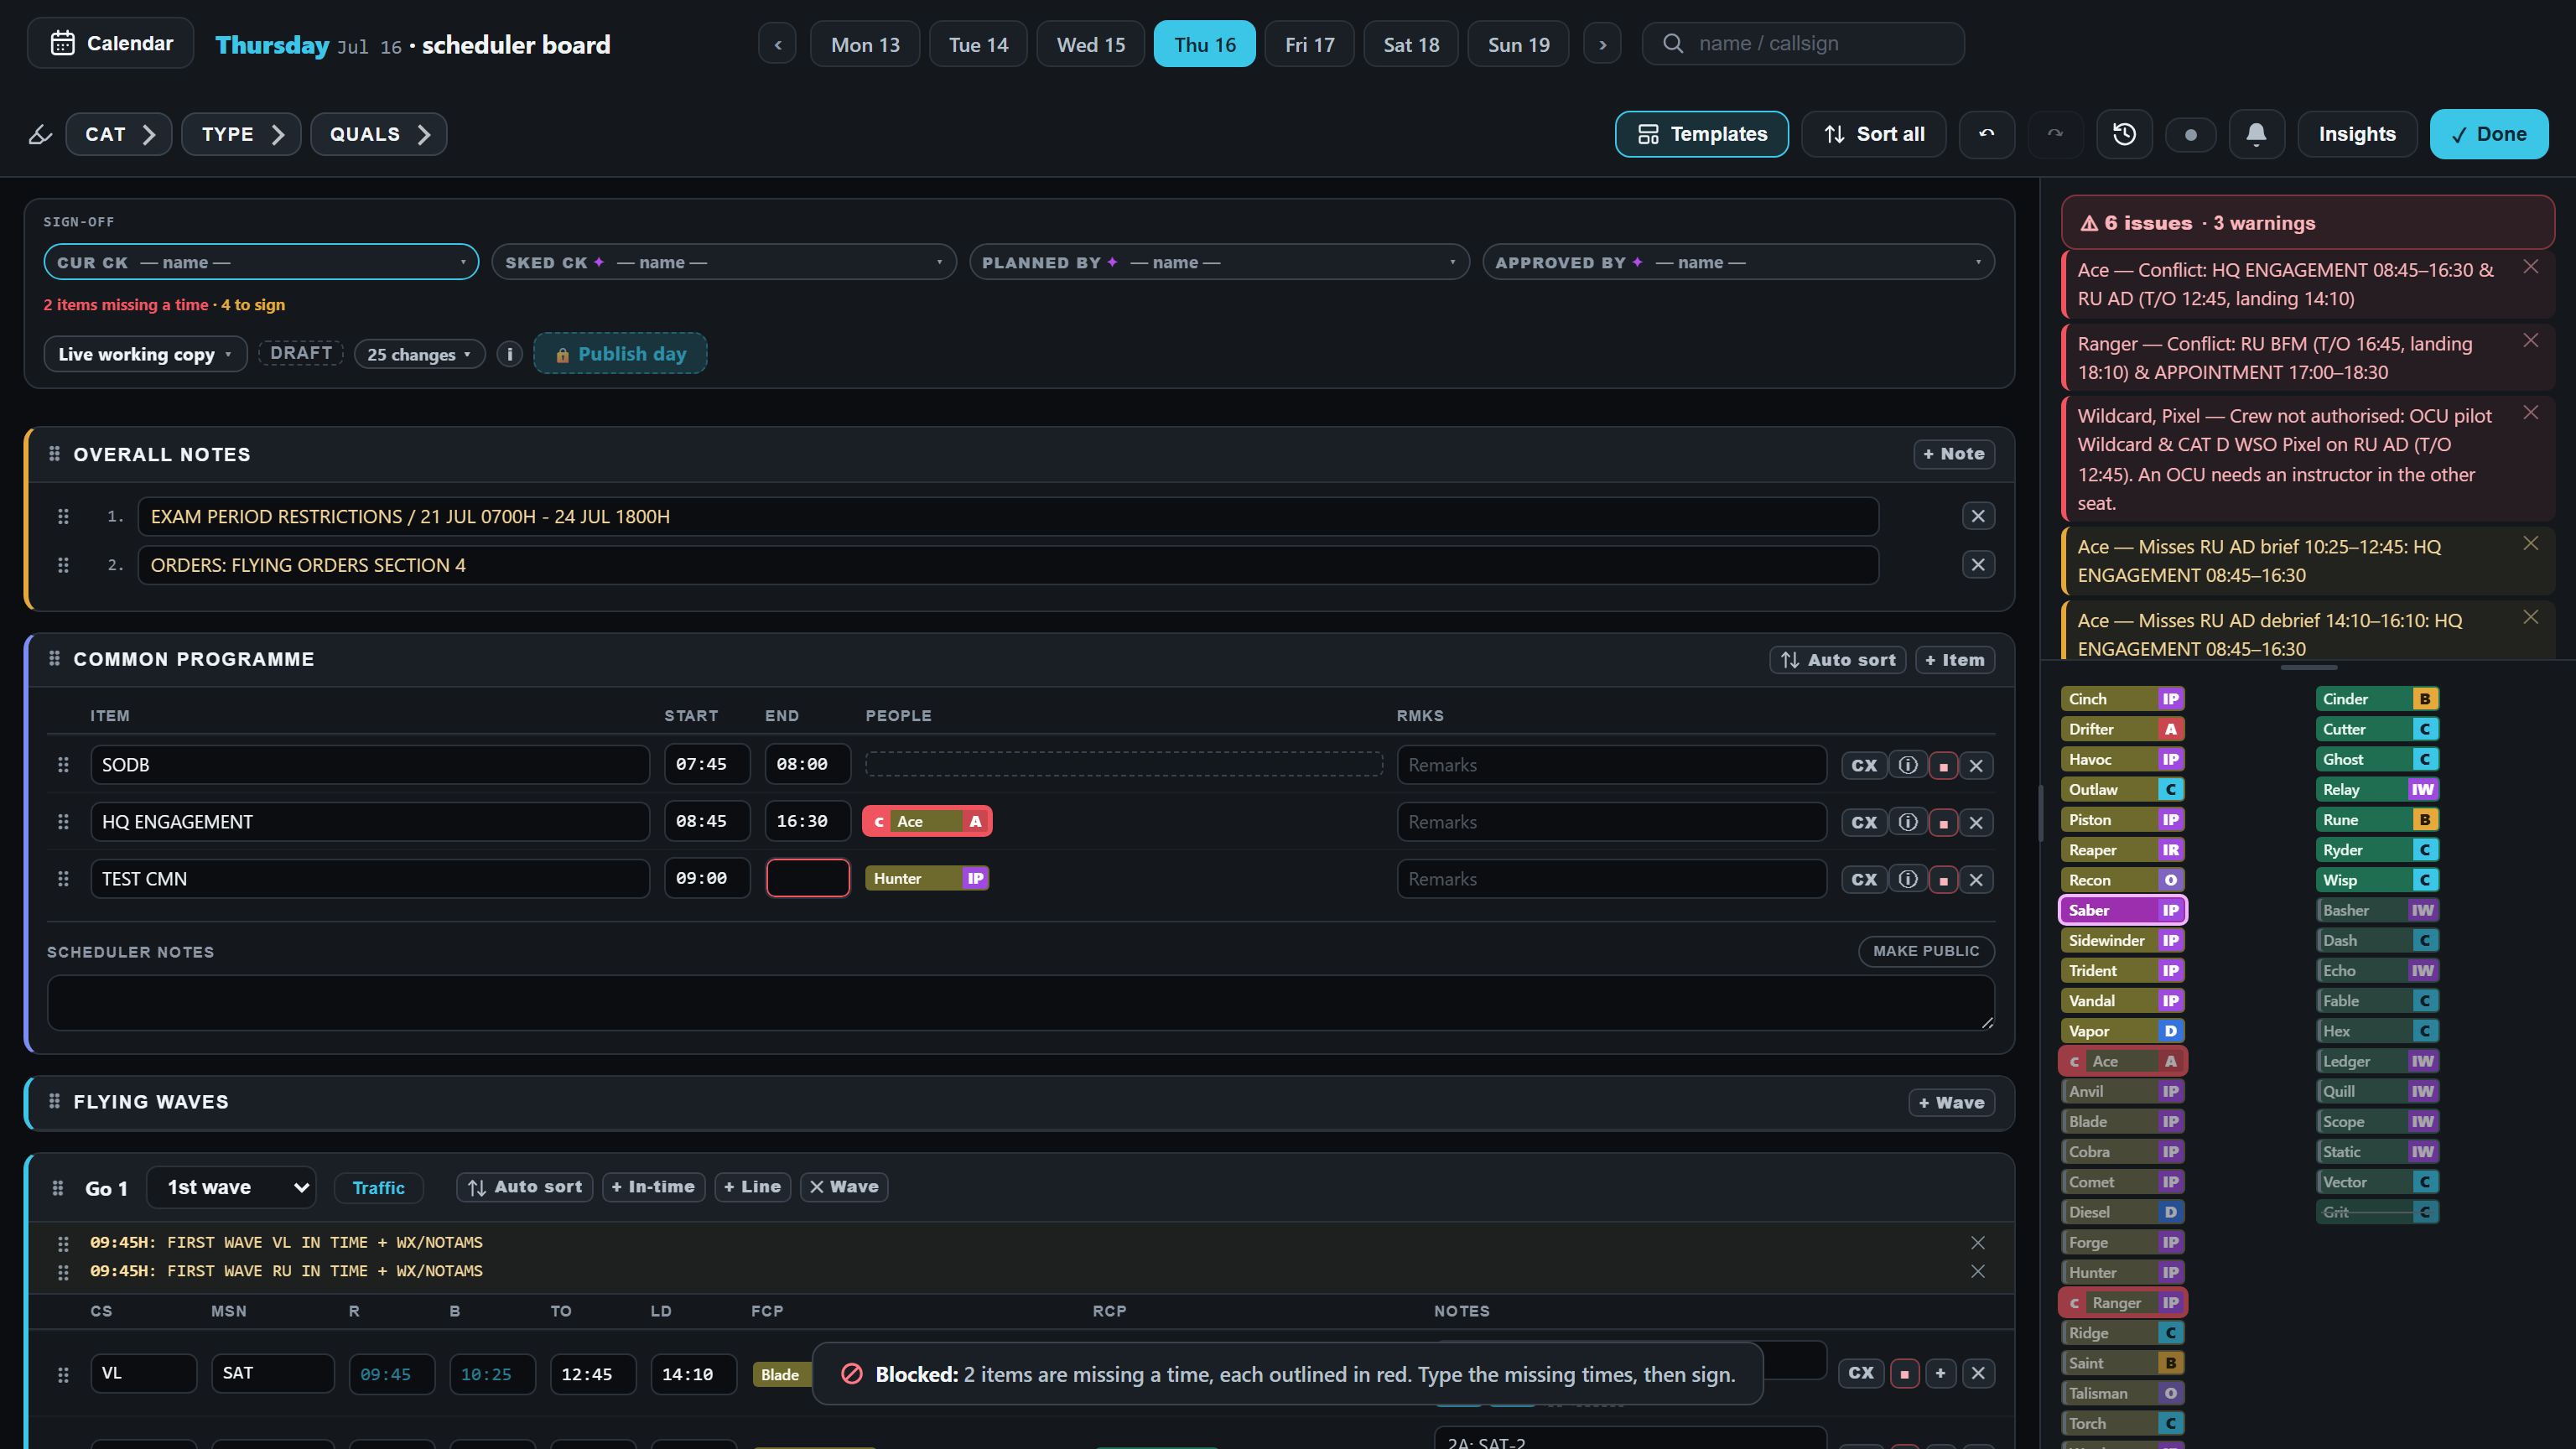 Calendar
Thursday Jul 16 · scheduler board
‹ Mon 13 Tue 14 Wed 15 Thu 16 Fri 17 Sat 18 Sun 19 ›
name / callsign
CAT TYPE QUALS
Templates Sort all Insights ✓ Done
SIGN-OFF
CUR CK — name —
SKED CK ✦ — name —
PLANNED BY ✦ — name —
APPROVED BY ✦ — name —
2 items missing a time · 4 to sign
Live working copy DRAFT 25 changes i Publish day
OVERALL NOTES + Note
1. EXAM PERIOD RESTRICTIONS / 21 JUL 0700H - 24 JUL 1800H
2. ORDERS: FLYING ORDERS SECTION 4
COMMON PROGRAMME Auto sort + Item
ITEM START END PEOPLE RMKS
SODB 07:45 08:00 Remarks CX
HQ ENGAGEMENT 08:45 16:30 c Ace A Remarks CX
TEST CMN 09:00 Hunter IP Remarks CX
SCHEDULER NOTES MAKE PUBLIC
FLYING WAVES + Wave
Go 1 1st wave Traffic Auto sort + In-time + Line ✕ Wave
09:45H: FIRST WAVE VL IN TIME + WX/NOTAMS
09:45H: FIRST WAVE RU IN TIME + WX/NOTAMS
CS MSN R B TO LD FCP RCP NOTES
VL SAT 09:45 10:25 12:45 14:10 Blade CX +
Blocked: 2 items are missing a time, each outlined in red. Type the missing times, then sign.
2A: SAT-2
6 issues · 3 warnings
Ace — Conflict: HQ ENGAGEMENT 08:45–16:30 &
RU AD (T/O 12:45, landing 14:10)
Ranger — Conflict: RU BFM (T/O 16:45, landing
18:10) & APPOINTMENT 17:00–18:30
Wildcard, Pixel — Crew not authorised: OCU pilot
Wildcard & CAT D WSO Pixel on RU AD (T/O
12:45). An OCU needs an instructor in the other
seat.
Ace — Misses RU AD brief 10:25–12:45: HQ
ENGAGEMENT 08:45–16:30
Ace — Misses RU AD debrief 14:10–16:10: HQ
ENGAGEMENT 08:45–16:30
Cinch IP
Drifter A
Havoc IP
Outlaw C
Piston IP
Reaper IR
Recon O
Saber IP
Sidewinder IP
Trident IP
Vandal IP
Vapor D
c Ace A
Anvil IP
Blade IP
Cobra IP
Comet IP
Diesel D
Forge IP
Hunter IP
c Ranger IP
Ridge C
Saint B
Talisman O
Torch C
Cinder B
Cutter C
Ghost C
Relay IW
Rune B
Ryder C
Wisp C
Basher IW
Dash C
Echo IW
Fable C
Hex C
Ledger IW
Quill IW
Scope IW
Static IW
Vector C
Grit C